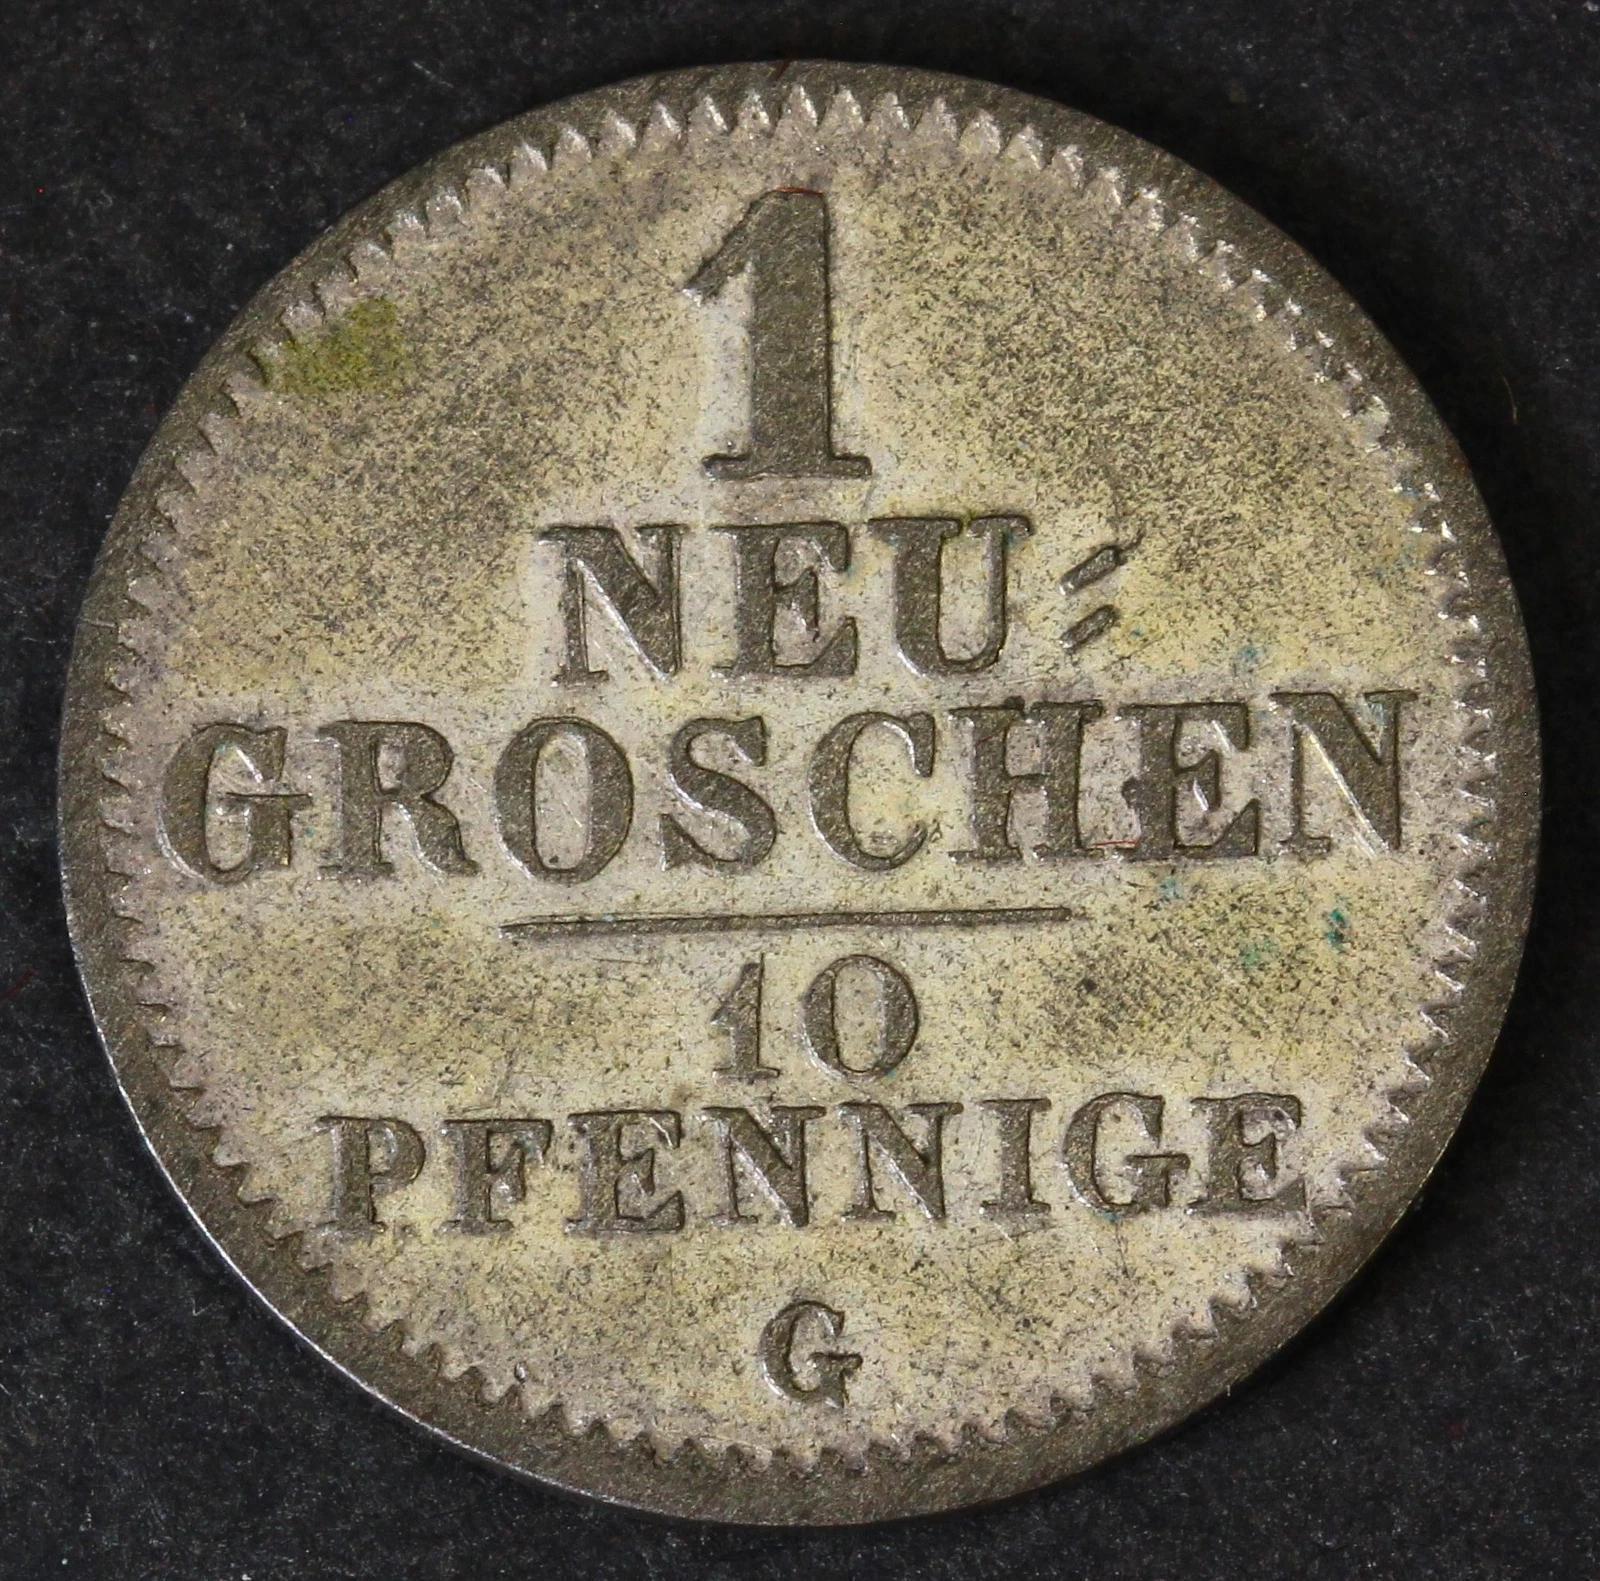 1
NEU=
GROSCHEN
10
PFENNIGE
G